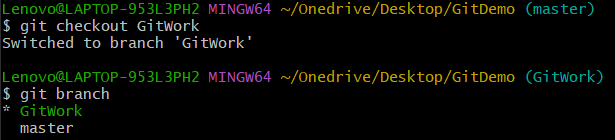 Lenovo@LAPTOP-953L3PH2 MINGW64 ~/Onedrive/Desktop/GitDemo (master)
$ git checkout GitWork
Switched to branch 'GitWork'
Lenovo@LAPTOP-953L3PH2 MINGW64 ~/Onedrive/Desktop/GitDemo (GitWork)
$ git branch
* GitWork
master